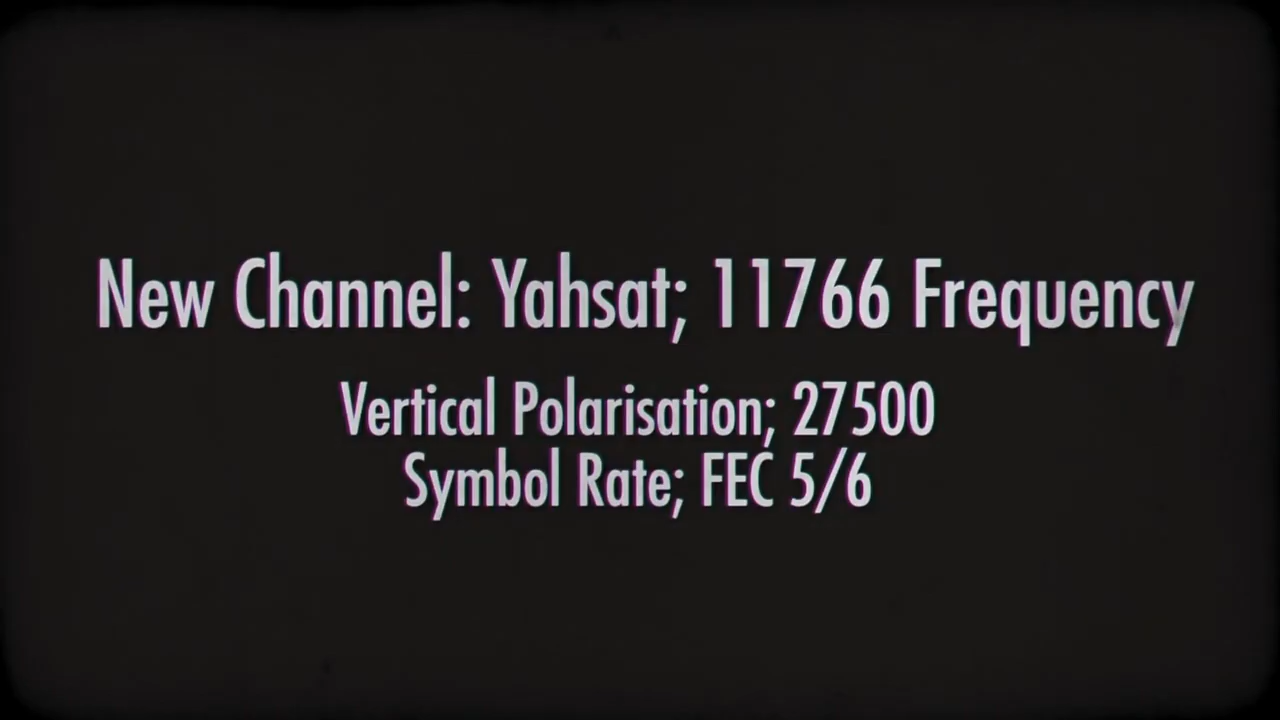 New Channel: Yahsat; 11766 Frequency
Vertical Polarisation; 27500
Symbol Rate; FEC 5/6